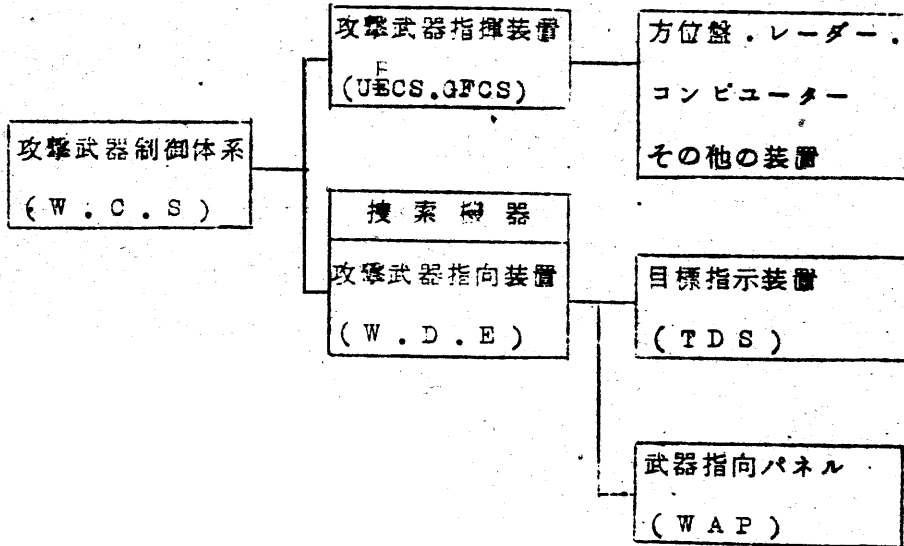 攻撃武器制御体系
(W.C.S)
攻撃武器指揮装置
F
(UECS.GFCS)
方位盤.レーダー.
コンピユーター
その他の装置
捜索機器
攻撃武器指向装置
(W.D.E)
目標指示装置
(TDS)
武器指向パネル
(WAP)